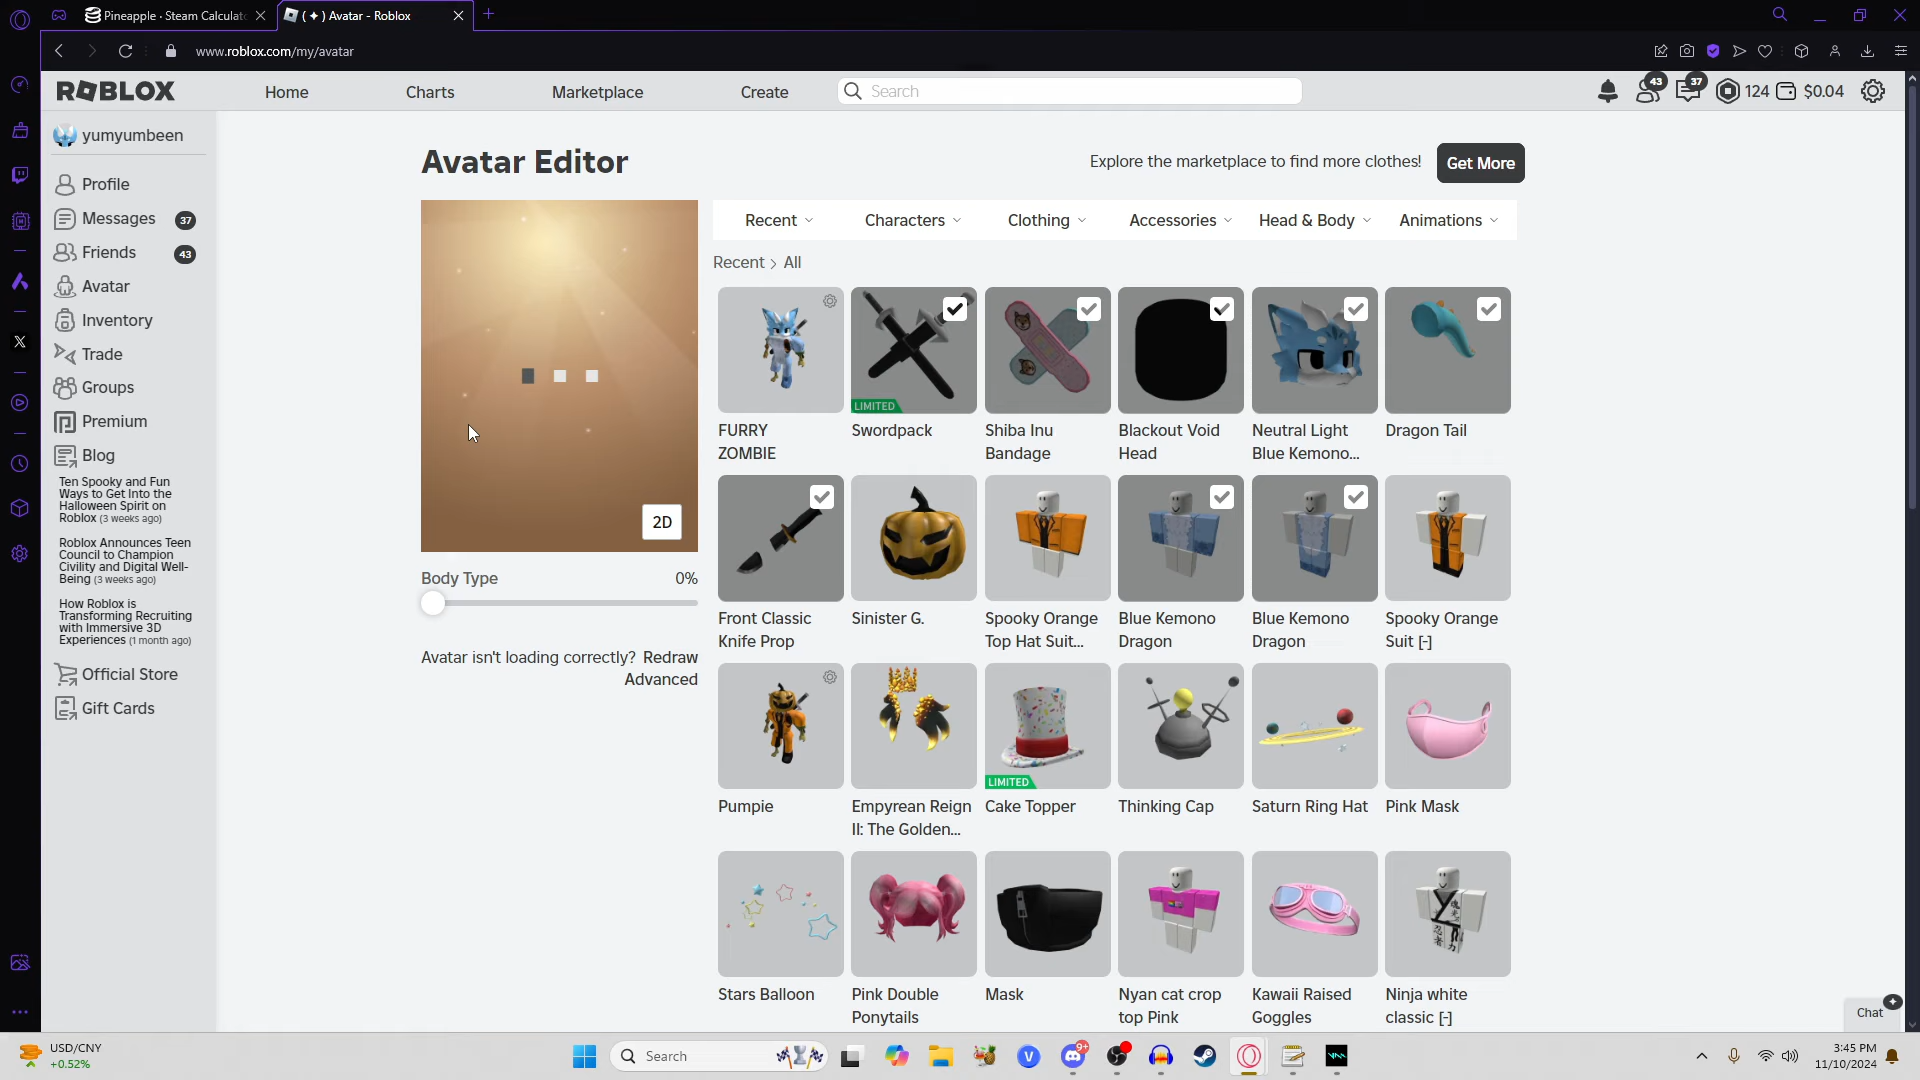 Pineapple · Steam Calculat
( ✦ ) Avatar - Roblox
www.roblox.com/my/avatar
ROBLOX
Home
Charts
Marketplace
Create
Search
43
37
124
$0.04
yumyumbeen
Profile
Messages 37
Friends 43
Avatar
Inventory
Trade
Groups
Premium
Blog
Ten Spooky and Fun
Ways to Get Into the
Halloween Spirit on
Roblox (3 weeks ago)
Roblox Announces Teen
Council to Champion
Civility and Digital Well-
Being (3 weeks ago)
How Roblox is
Transforming Recruiting
with Immersive 3D
Experiences (1 month ago)
Official Store
Gift Cards
Avatar Editor
Explore the marketplace to find more clothes!
Get More
2D
Body Type 0%
Avatar isn't loading correctly? Redraw
Advanced
Recent
Characters
Clothing
Accessories
Head & Body
Animations
Recent > All
FURRY
ZOMBIE
LIMITED
Swordpack
Shiba Inu
Bandage
Blackout Void
Head
Neutral Light
Blue Kemono...
Dragon Tail
Front Classic
Knife Prop
Sinister G.
Spooky Orange
Top Hat Suit...
Blue Kemono
Dragon
Blue Kemono
Dragon
Spooky Orange
Suit [-]
Pumpie
Empyrean Reign
II: The Golden...
LIMITED
Cake Topper
Thinking Cap
Saturn Ring Hat
Pink Mask
Stars Balloon
Pink Double
Ponytails
Mask
Nyan cat crop
top Pink
Kawaii Raised
Goggles
Ninja white
classic [-]
Chat
USD/CNY
+0.52%
Search
9+
3:45 PM
11/10/2024